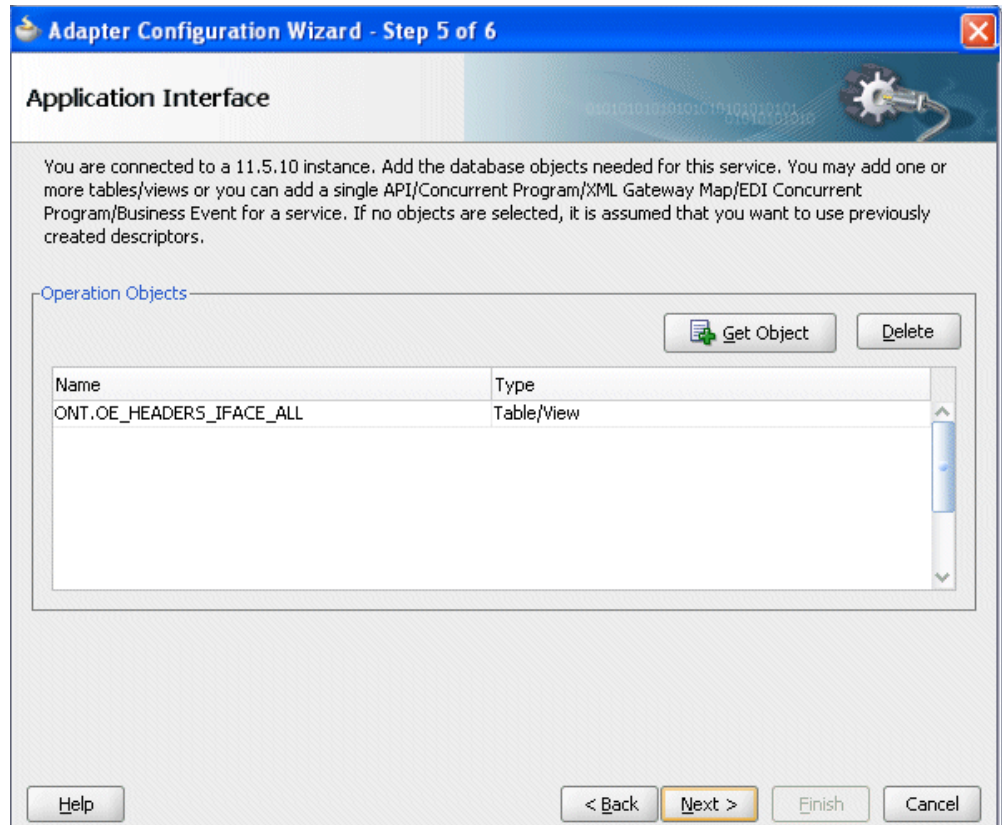 Adapter Configuration Wizard - Step 5 of 6
Application Interface
You are connected to a 11.5.10 instance. Add the database objects needed for this service. You may add one or
more tables/views or you can add a single API/Concurrent Program/XML Gateway Map/EDI Concurrent
Program/Business Event for a service. If no objects are selected, it is assumed that you want to use previously
created descriptors.
Operation Objects
Get Object Delete
Name Type
ONT.OE_HEADERS_IFACE_ALL Table/View
Help < Back Next > Finish Cancel